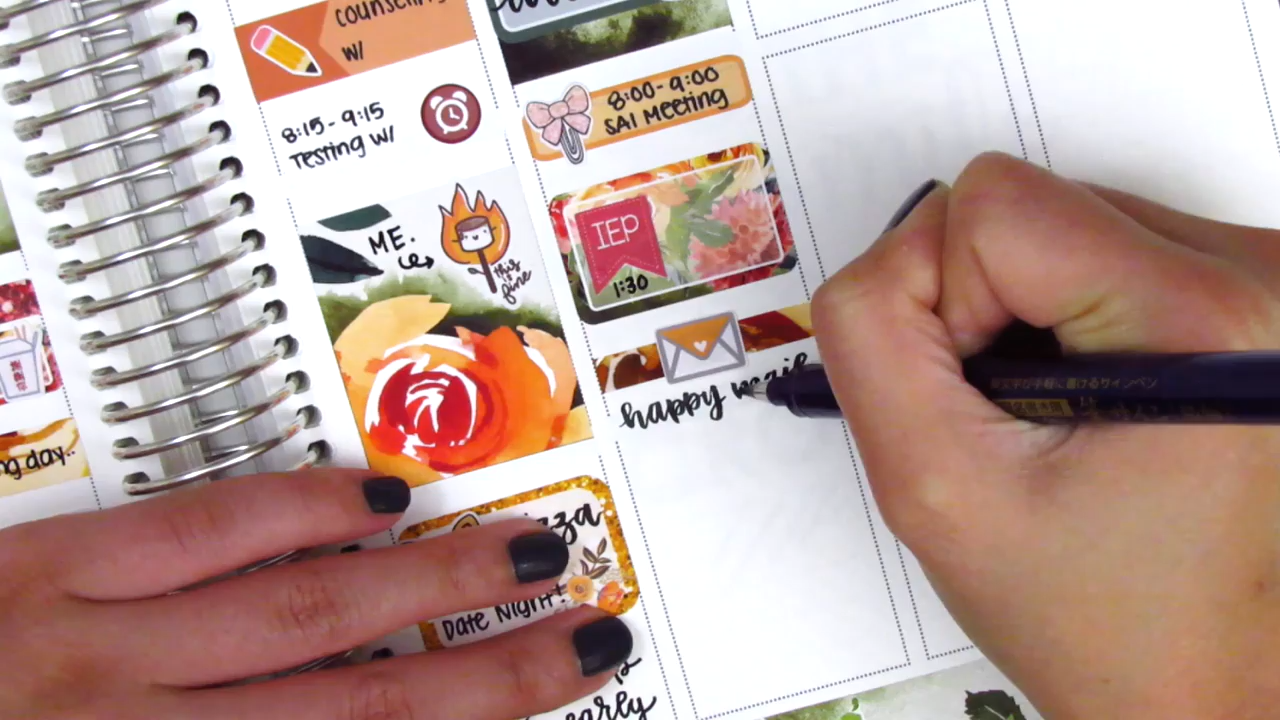 counseling
W/
8:15 - 9:15
Testing W/
ME.
this
is
fine
Date Night!
early
8:00 - 9:00
SAI Meeting
IEP
1:30
happy mail
ng day..